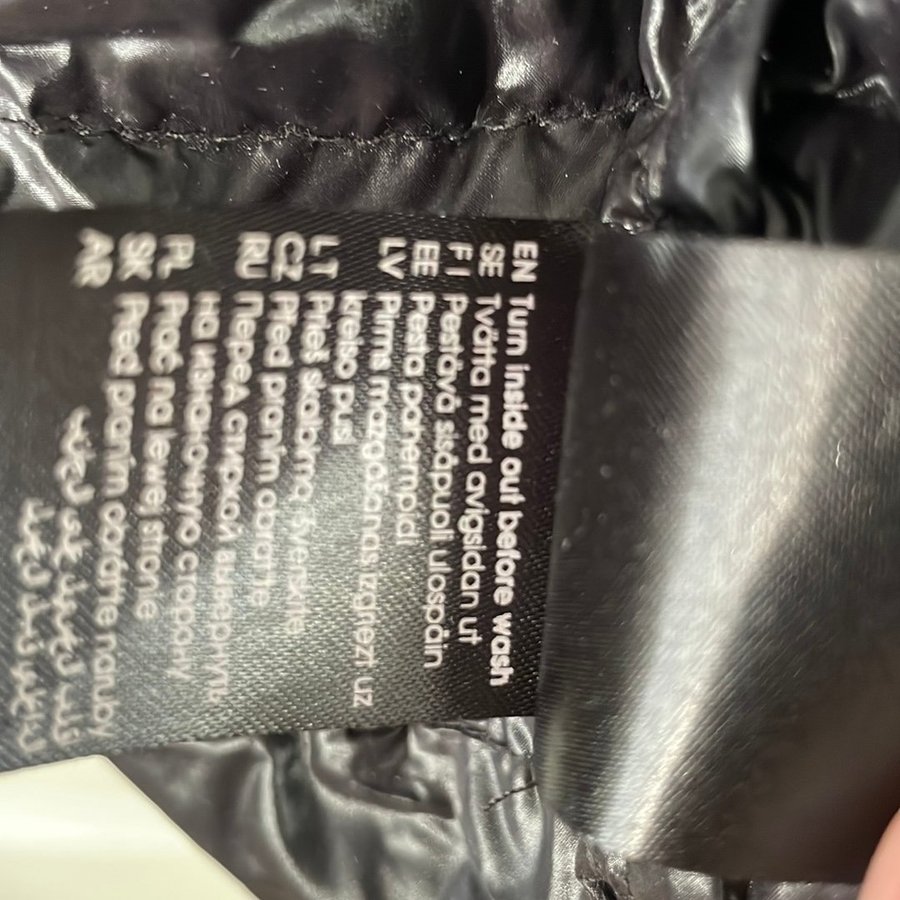 EN Turn inside out before wash
SE Tvätta med avigsidan ut
FI Pestävä sisäpuoli ulospäin
EE Pesta pahempidi
LV Pirms mazgāšanas izgriezt uz
kreiso pusi
LT Prieš skalbimą išverskite
CZ Před praním obraťte
RU Перед стиркой вывернуть
на изнаночную сторону
PL Prać na lewej stronie
SK Pred praním obráťte naruby
AR